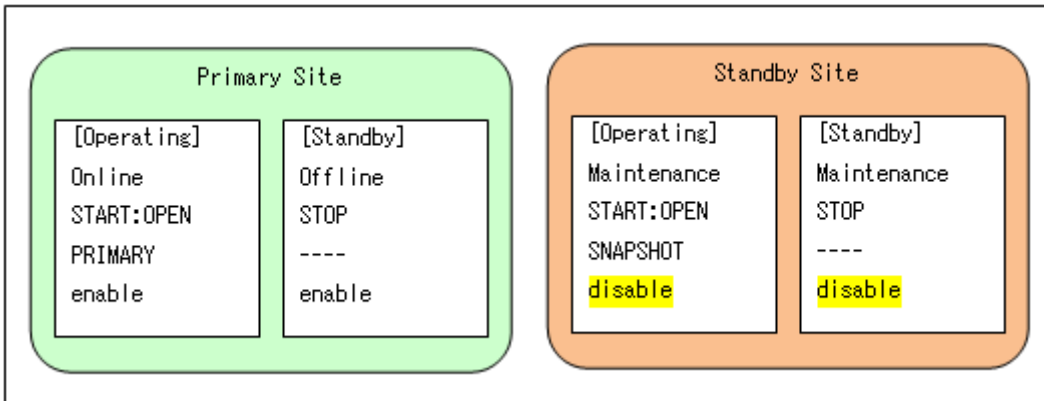 Primary Site
[Operating]
Online
START:OPEN
PRIMARY
enable
[Standby]
Offline
STOP
----
enable
Standby Site
[Operating]
Maintenance
START:OPEN
SNAPSHOT
disable
[Standby]
Maintenance
STOP
----
disable